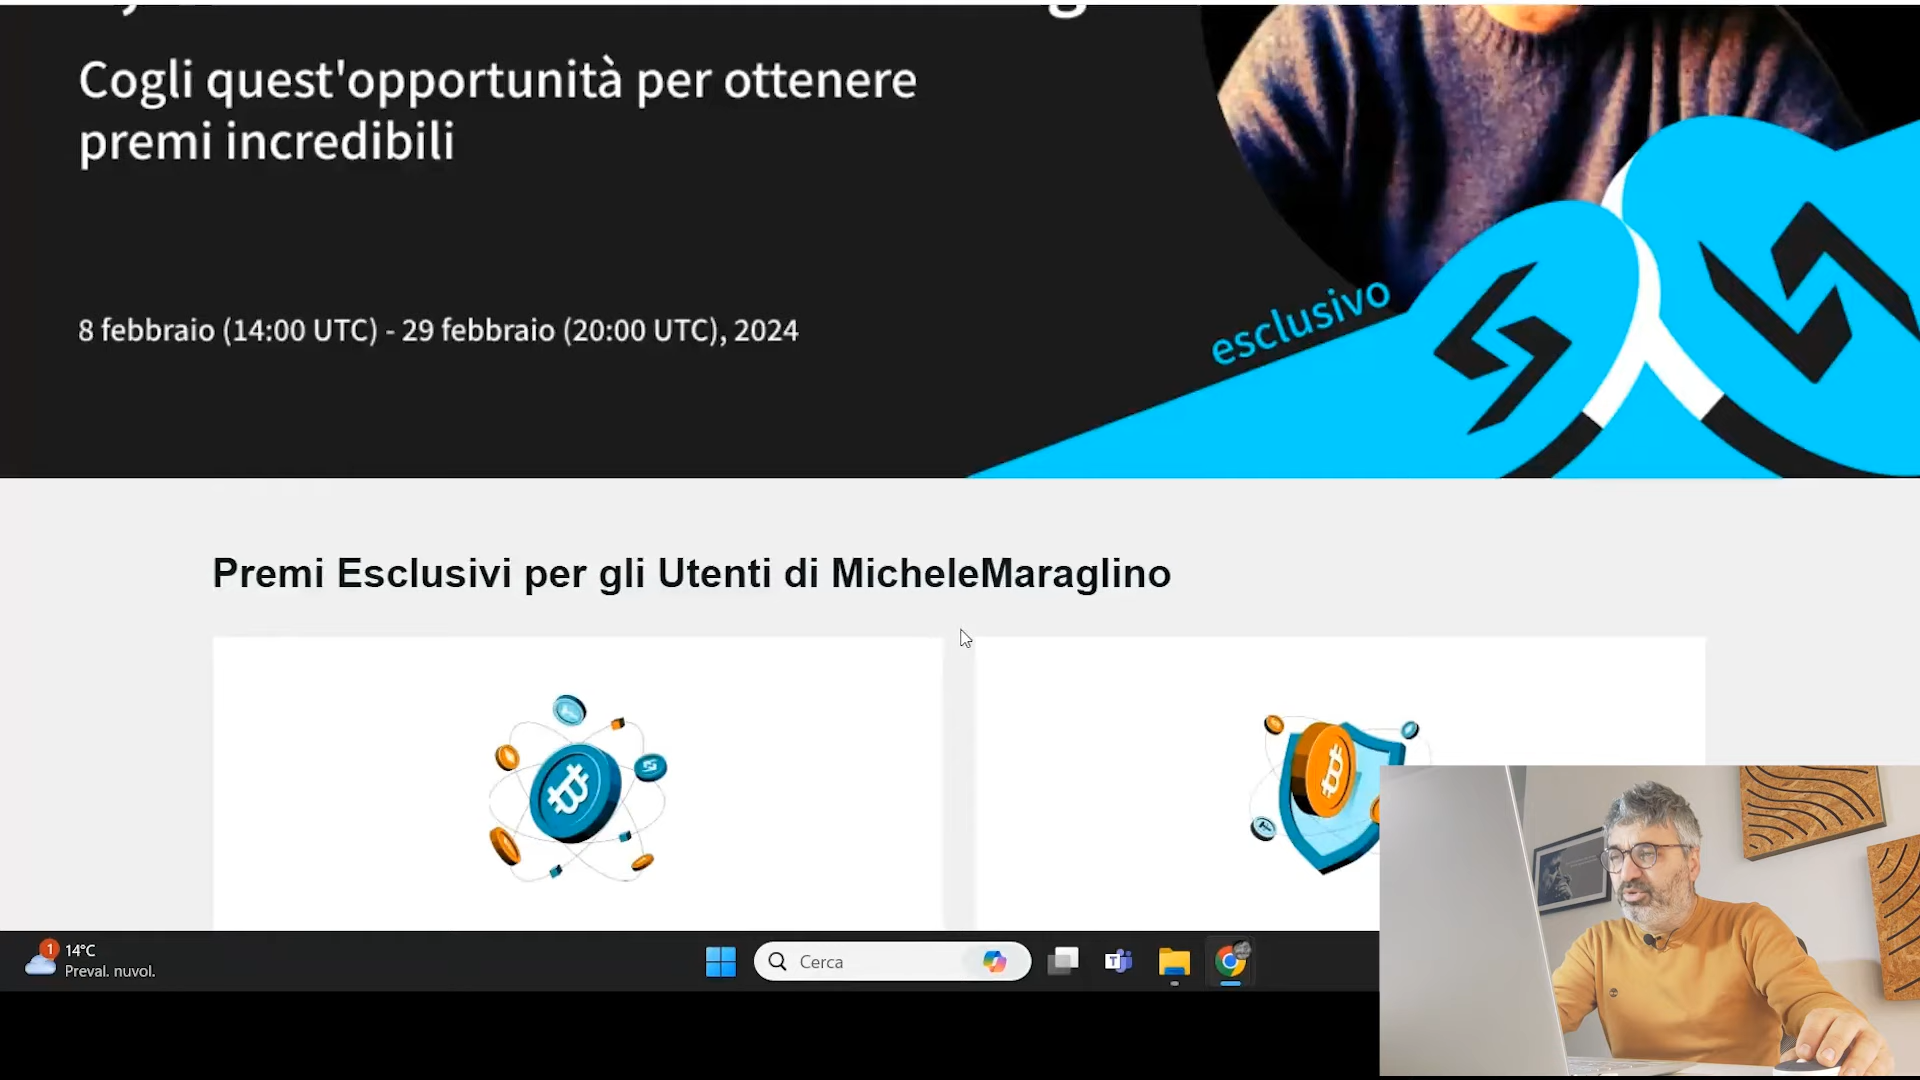 Cogli quest'opportunità per ottenere
premi incredibili
8 febbraio (14:00 UTC) - 29 febbraio (20:00 UTC), 2024
esclusivo
Premi Esclusivi per gli Utenti di MicheleMaraglino
1
14°C
Preval. nuvol.
Cerca